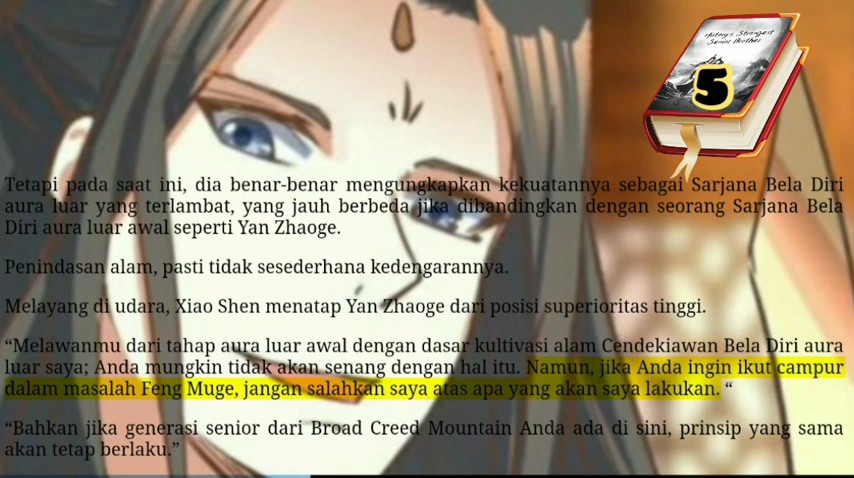 History's Strongest
Senior Brother
5
Tetapi pada saat ini, dia benar-benar mengungkapkan kekuatannya sebagai Sarjana Bela Diri
aura luar yang terlambat, yang jauh berbeda jika dibandingkan dengan seorang Sarjana Bela
Diri aura luar awal seperti Yan Zhaoge.
Penindasan alam, pasti tidak sesederhana kedengarannya.
Melayang di udara, Xiao Shen menatap Yan Zhaoge dari posisi superioritas tinggi.
“Melawanmu dari tahap aura luar awal dengan dasar kultivasi alam Cendekiawan Bela Diri aura
luar saya; Anda mungkin tidak akan senang dengan hal itu. Namun, jika Anda ingin ikut campur
dalam masalah Feng Muge, jangan salahkan saya atas apa yang akan saya lakukan. “
“Bahkan jika generasi senior dari Broad Creed Mountain Anda ada di sini, prinsip yang sama
akan tetap berlaku.”